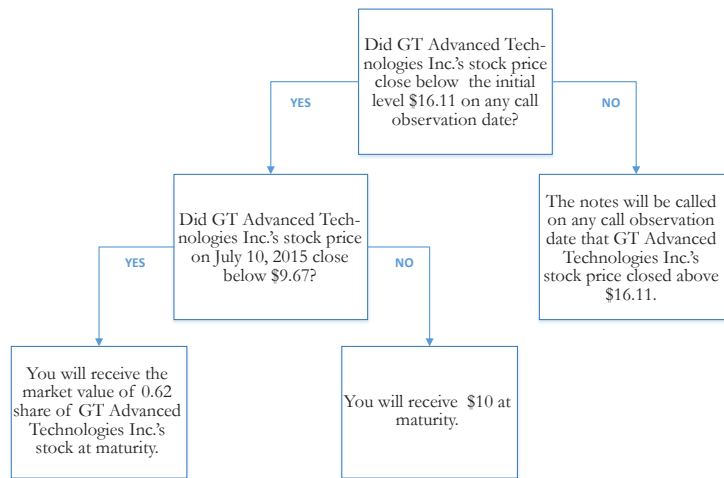 Did GT Advanced Tech-
nologies Inc.'s stock price
close below the initial
level $16.11 on any call
observation date?
YES
NO
Did GT Advanced Tech-
nologies Inc.'s stock price
on July 10, 2015 close
below $9.67?
The notes will be called
on any call observation
date that GT Advanced
Technologies Inc.'s
stock price closed above
$16.11.
YES
NO
You will receive the
market value of 0.62
share of GT Advanced
Technologies Inc.'s
stock at maturity.
You will receive $10 at
maturity.